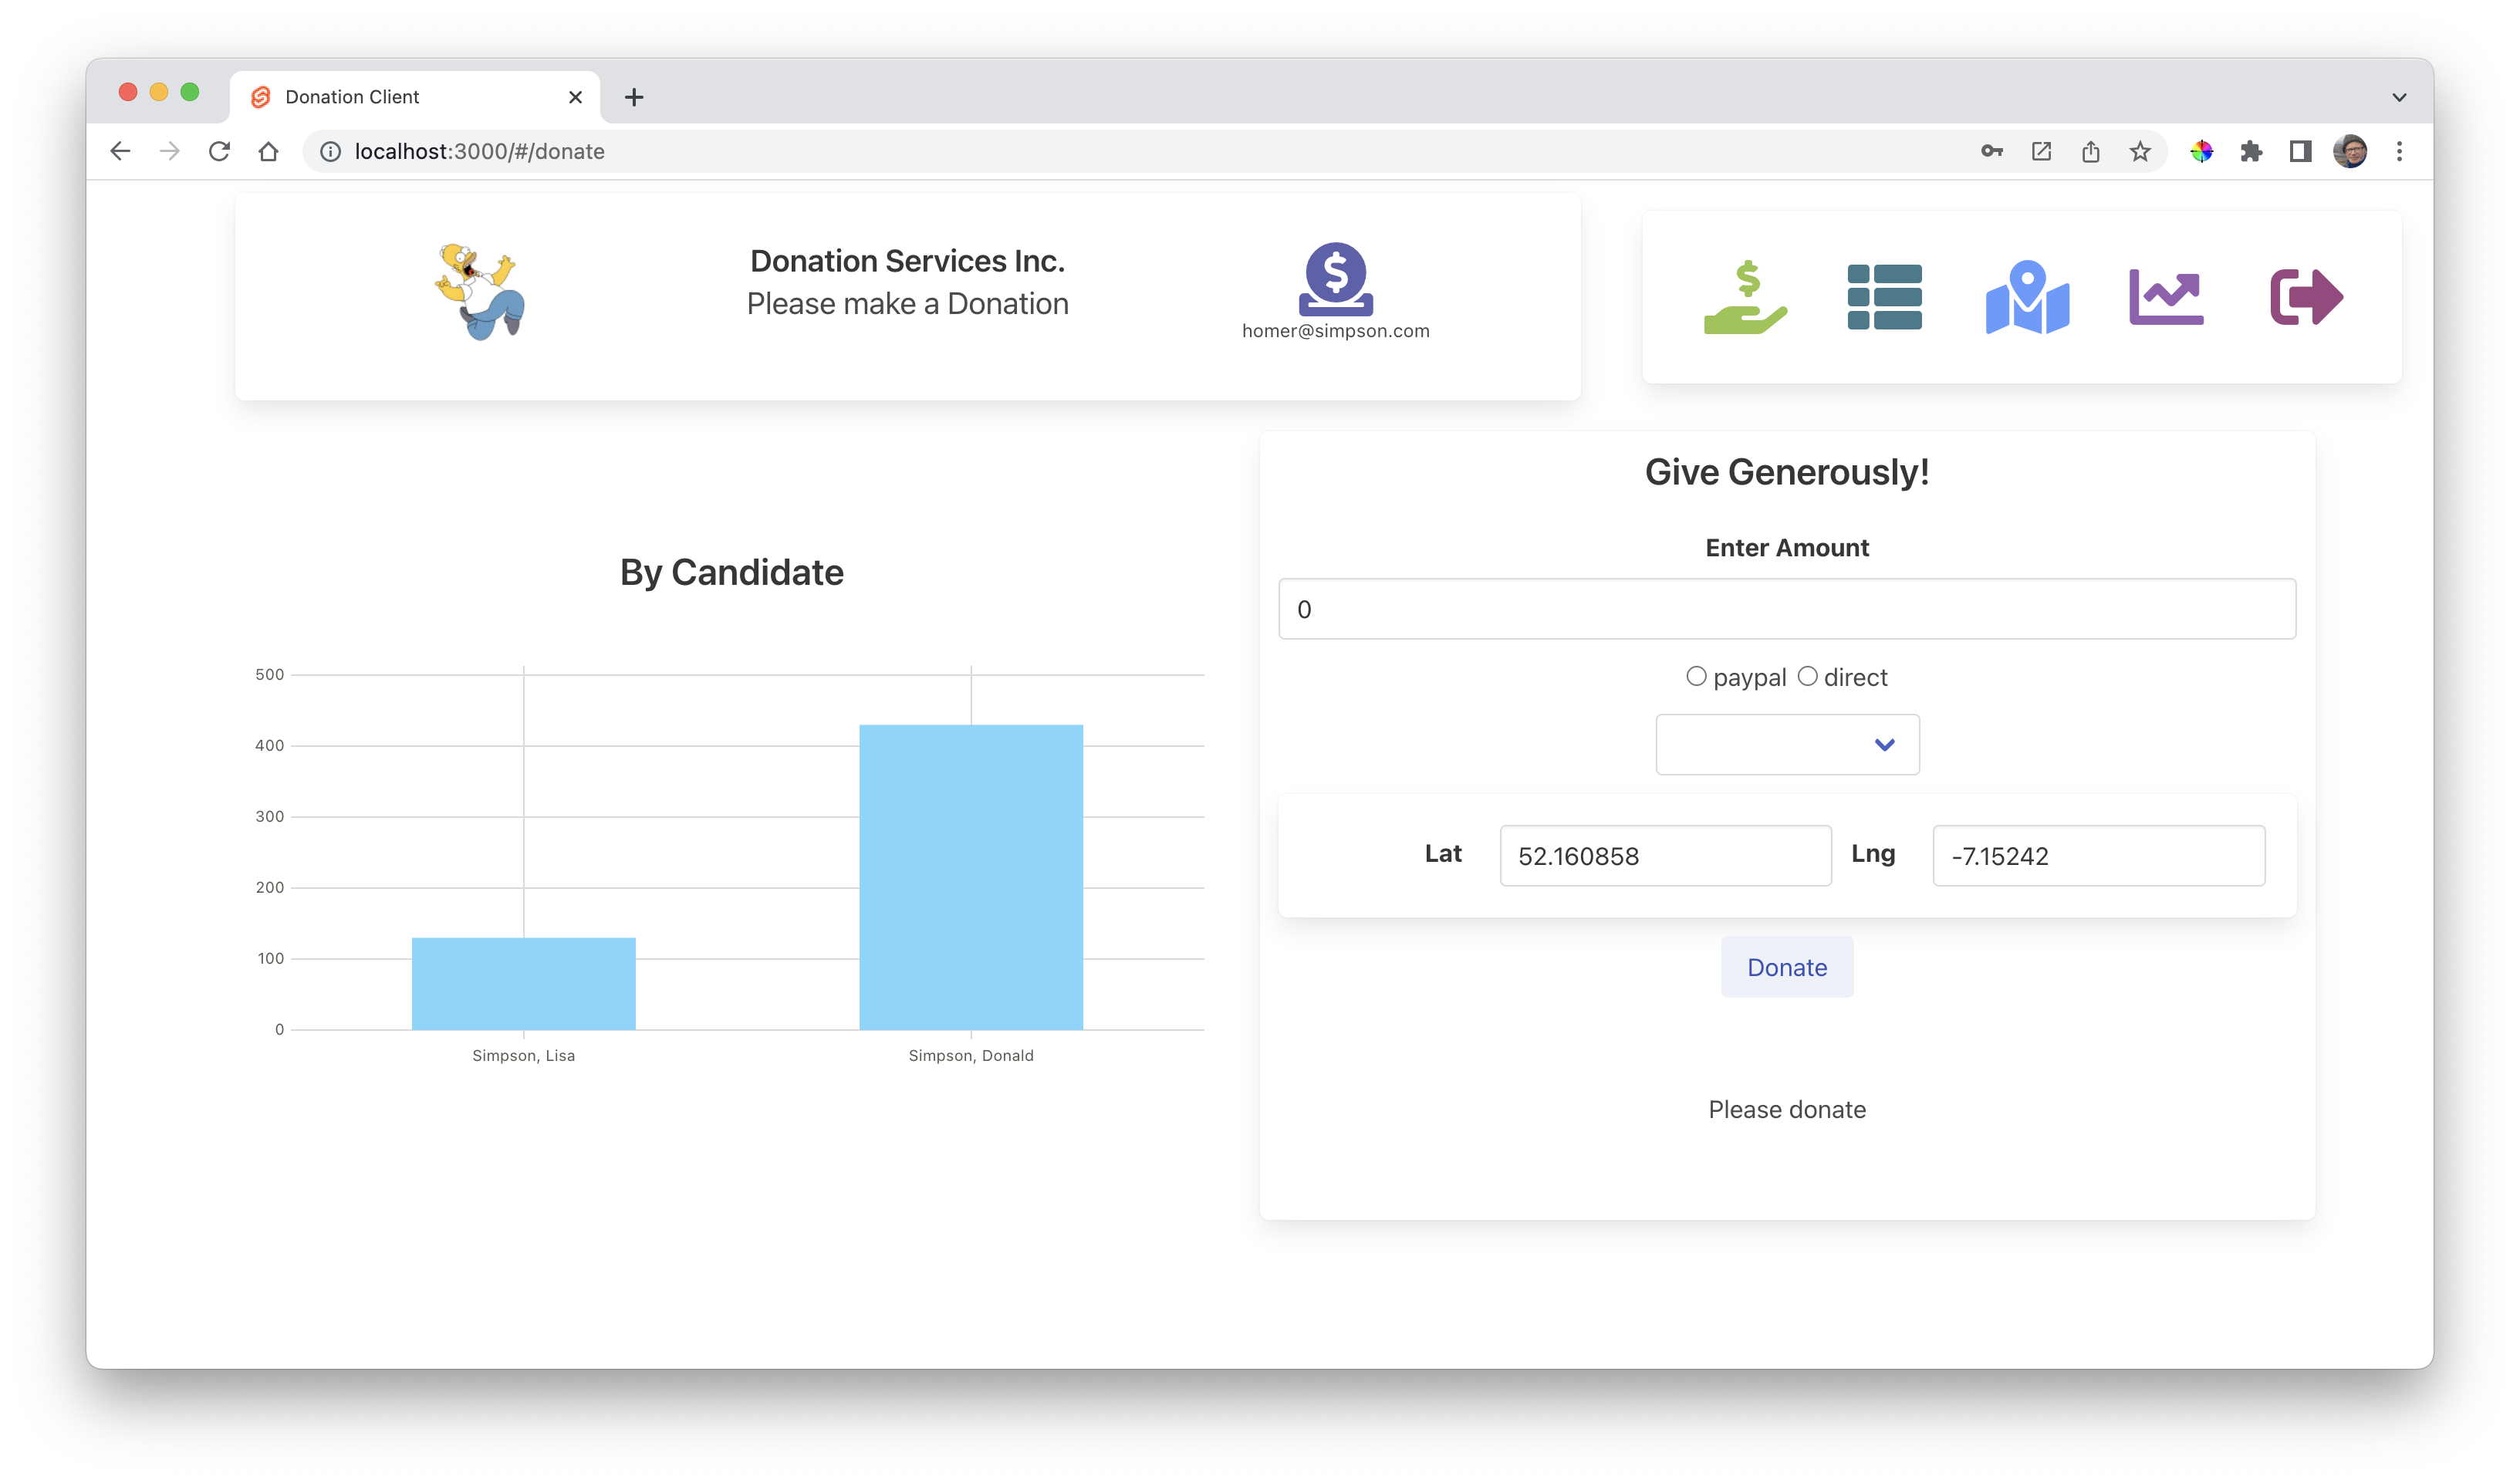 Donation Client
localhost:3000/#/donate
Donation Services Inc.
Please make a Donation
homer@simpson.com
By Candidate
500
400
300
200
100
0
Simpson, Lisa
Simpson, Donald
Give Generously!
Enter Amount
0
paypal direct
Lat 52.160858 Lng -7.15242
Donate
Please donate